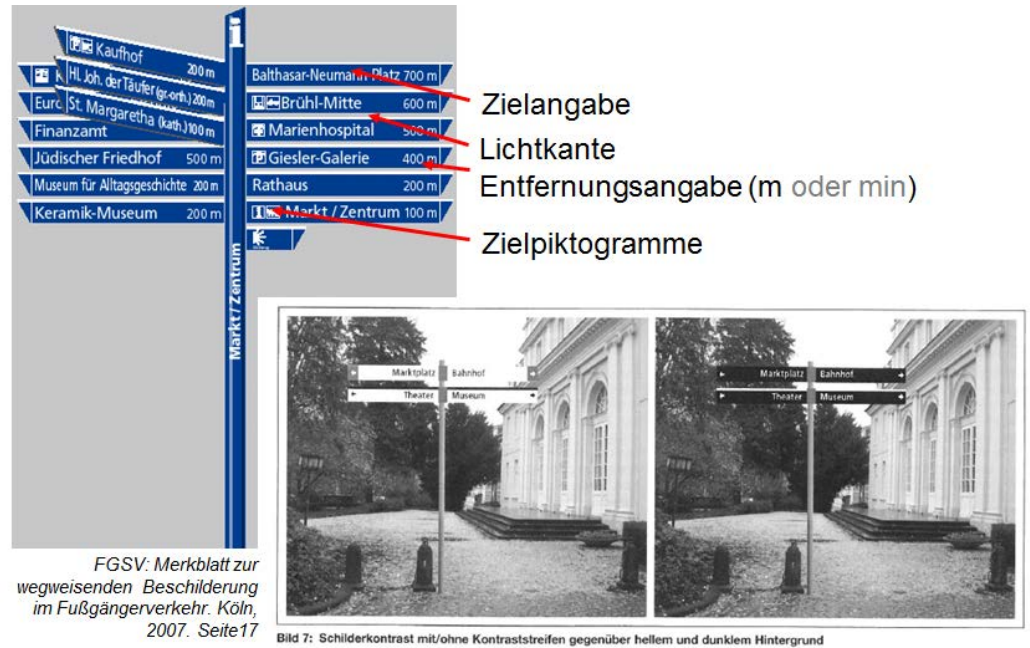 i
Kaufhof 200 m
Hl. Joh. der Täufer (gr.-orth.) 200 m
St. Margaretha (kath.) 100 m
Finanzamt
Jüdischer Friedhof 500 m
Museum für Alltagsgeschichte 200 m
Keramik-Museum 200 m
Balthasar-Neumann-Platz 700 m
Brühl-Mitte 600 m
Marienhospital 500 m
Giesler-Galerie 400 m
Rathaus 200 m
Markt / Zentrum 100 m
Markt / Zentrum
Zielangabe
Lichtkante
Entfernungsangabe (m oder min)
Zielpiktogramme
FGSV: Merkblatt zur
wegweisenden Beschilderung
im Fußgängerverkehr. Köln,
2007. Seite17
Marktplatz Bahnhof
Theater Museum
Marktplatz Bahnhof
Theater Museum
Bild 7: Schilderkontrast mit/ohne Kontraststreifen gegenüber hellem und dunklem Hintergrund